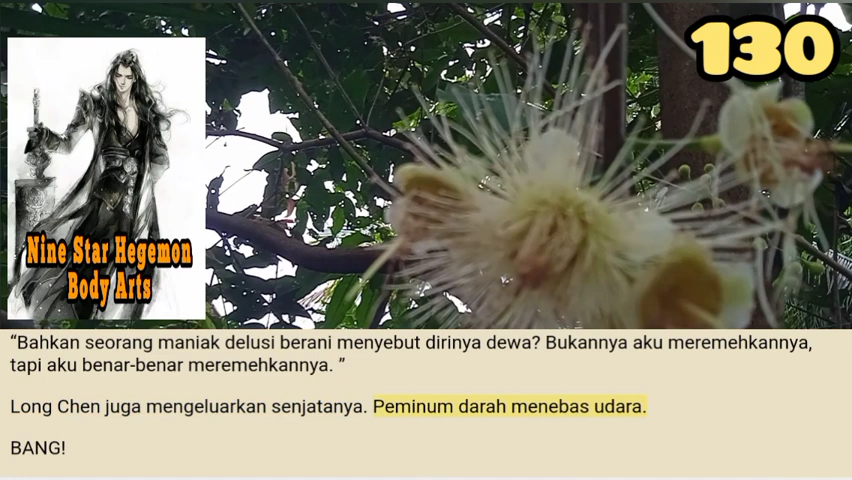 130
Nine Star Hegemon
Body Arts
“Bahkan seorang maniak delusi berani menyebut dirinya dewa? Bukannya aku meremehkannya,
tapi aku benar-benar meremehkannya. ”
Long Chen juga mengeluarkan senjatanya. Peminum darah menebas udara.
BANG!